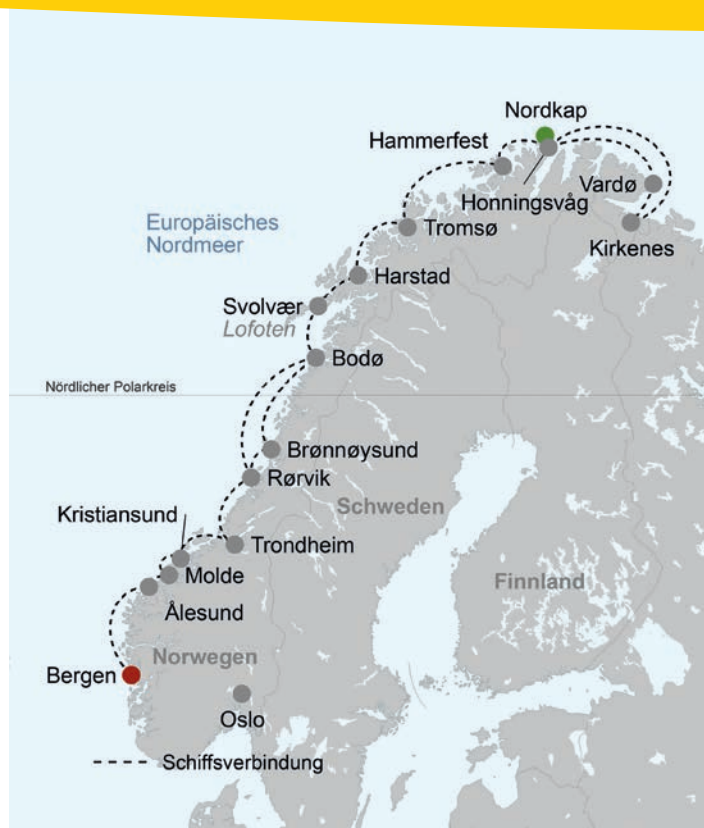 Nordkap
Hammerfest
Honningsvåg
Vardø
Kirkenes
Europäisches
Nordmeer
Tromsø
Harstad
Svolvær
Lofoten
Bodø
Nördlicher Polarkreis
Brønnøysund
Rørvik
Schweden
Kristiansund
Trondheim
Molde
Finnland
Ålesund
Norwegen
Bergen
Oslo
Schiffsverbindung